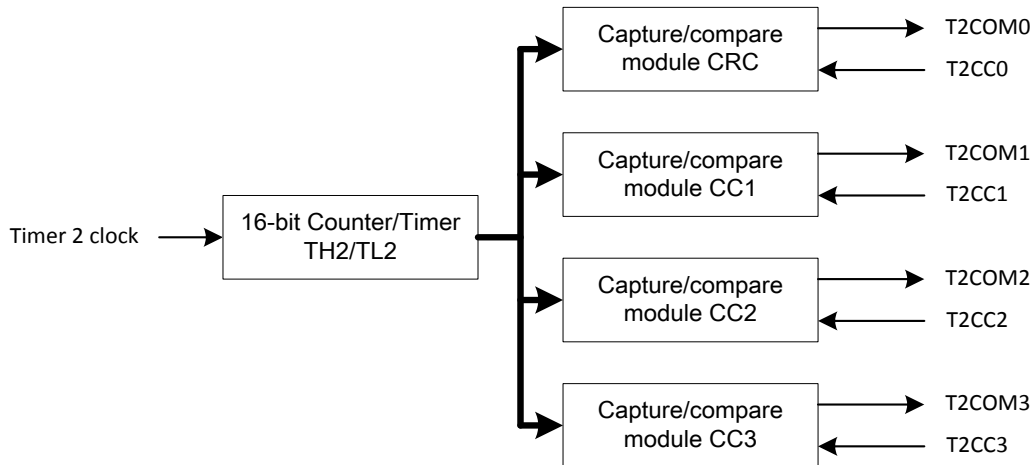 Timer 2 clock
16-bit Counter/Timer
TH2/TL2
Capture/compare
module CRC
T2COM0
T2CC0
Capture/compare
module CC1
T2COM1
T2CC1
Capture/compare
module CC2
T2COM2
T2CC2
Capture/compare
module CC3
T2COM3
T2CC3